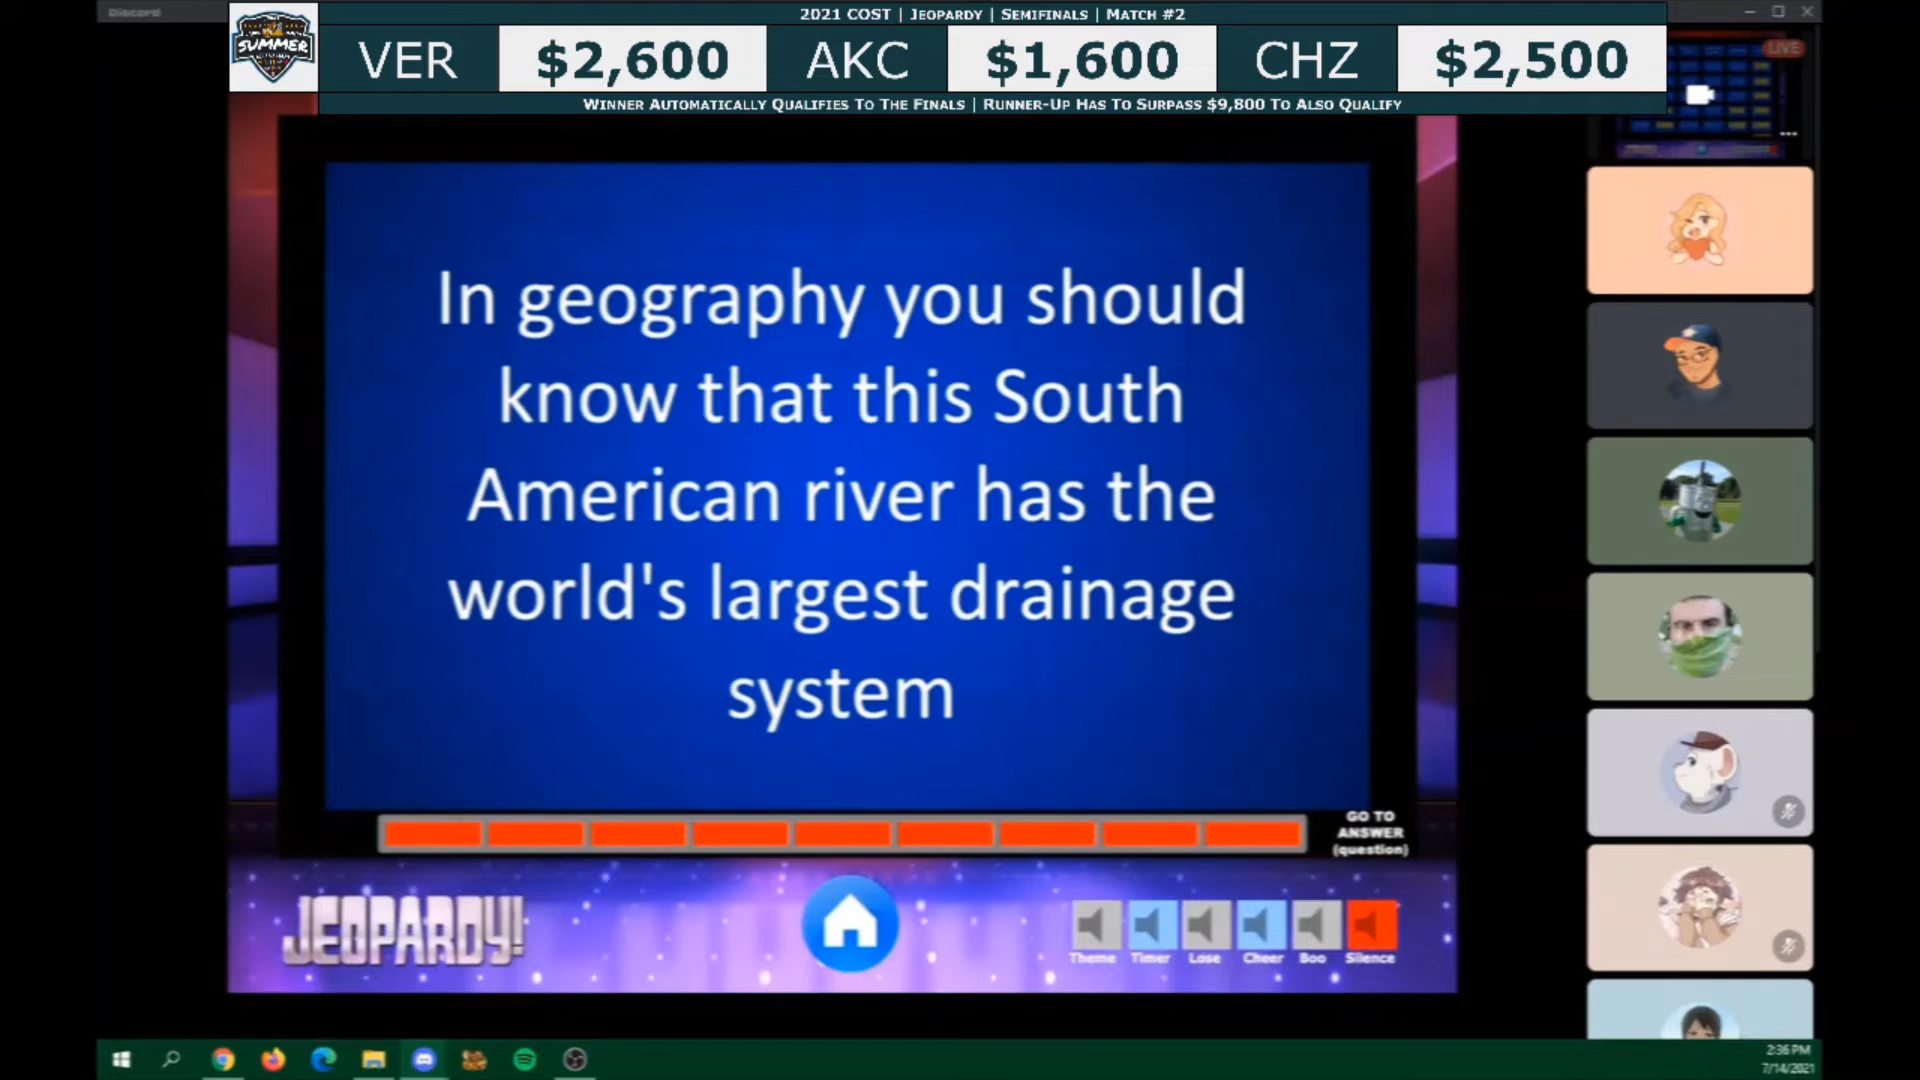 Discord
2021 COST | JEOPARDY | SEMIFINALS | MATCH #2
SUMMER
VER $2,600 AKC $1,600 CHZ $2,500
LIVE
WINNER AUTOMATICALLY QUALIFIES TO THE FINALS | RUNNER-UP HAS TO SURPASS $9,800 TO ALSO QUALIFY
In geography you should
know that this South
American river has the
world's largest drainage
system
GO TO
ANSWER
(question)
JEOPARDY!
Theme Timer Lose Cheer Boo Silence
2:36 PM
7/14/2021